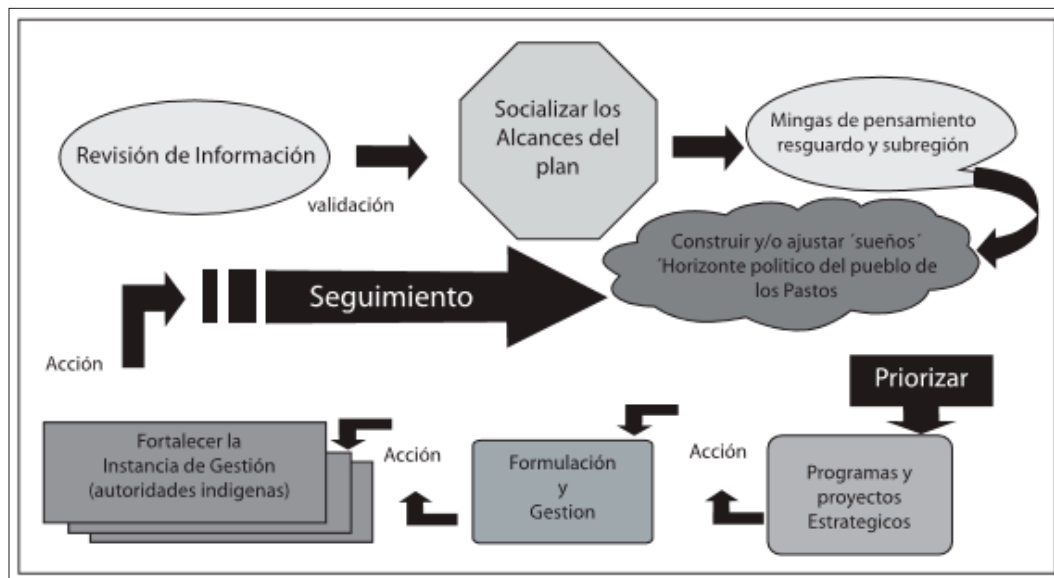 Revisión de Información
validación
Socializar los
Alcances del
plan
Mingas de pensamiento
resguardo y subregión
Construir y/o ajustar ´sueños´
´Horizonte politico del pueblo de
los Pastos
Seguimiento
Acción
Priorizar
Programas y
proyectos
Estrategicos
Acción
Formulación
y
Gestion
Acción
Fortalecer la
Instancia de Gestión
(autoridades indigenas)